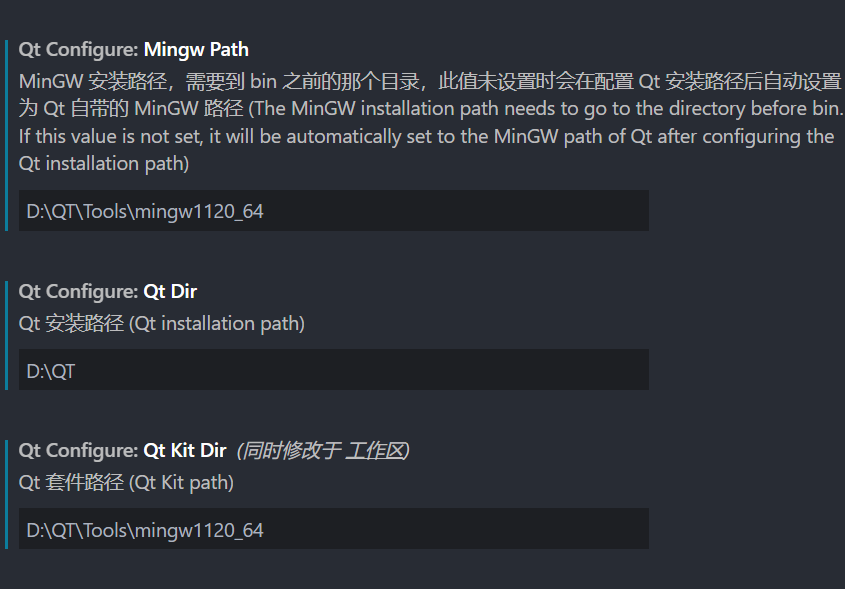 Qt Configure: Mingw Path
MinGW 安装路径，需要到 bin 之前的那个目录，此值未设置时会在配置 Qt 安装路径后自动设置
为 Qt 自带的 MinGW 路径 (The MinGW installation path needs to go to the directory before bin.
If this value is not set, it will be automatically set to the MinGW path of Qt after configuring the
Qt installation path)
D:\QT\Tools\mingw1120_64
Qt Configure: Qt Dir
Qt 安装路径 (Qt installation path)
D:\QT
Qt Configure: Qt Kit Dir (同时修改于 工作区)
Qt 套件路径 (Qt Kit path)
D:\QT\Tools\mingw1120_64